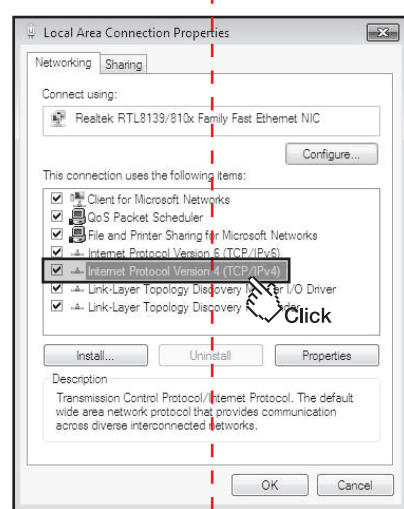 Local Area Connection Properties
Networking
Sharing
Connect using:
Realtek RTL8139/810x Family Fast Ethernet NIC
Configure...
This connection uses the following items:
Client for Microsoft Networks
QoS Packet Scheduler
File and Printer Sharing for Microsoft Networks
Internet Protocol Version 6 (TCP/IPv6)
Internet Protocol Version 4 (TCP/IPv4)
Link-Layer Topology Discovery I/O Driver
Link-Layer Topology Discovery
Click
Install...
Uninstall
Properties
Description
Transmission Control Protocol/Internet Protocol. The default
wide area network protocol that provides communication
across diverse interconnected networks.
OK
Cancel